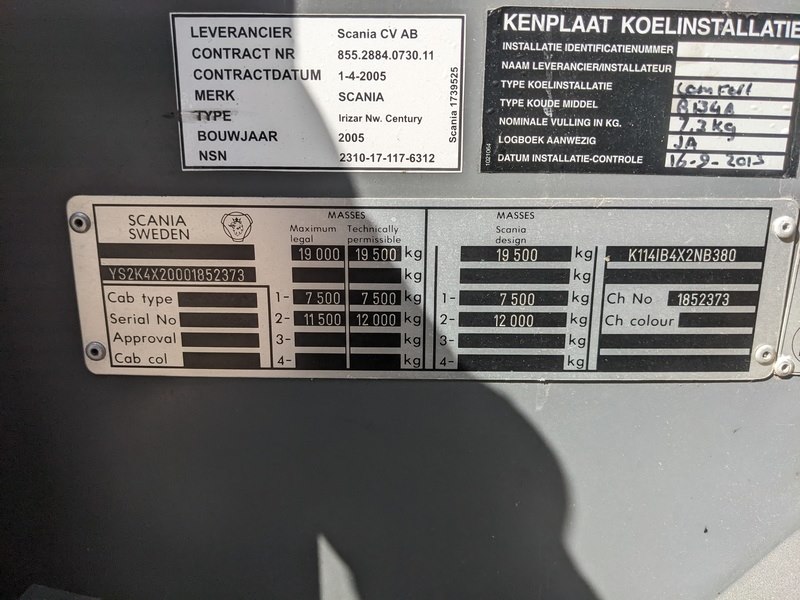 LEVERANCIER Scania CV AB
CONTRACT NR 855.2884.0730.11
CONTRACTDATUM 1-4-2005
MERK SCANIA
TYPE Irizar Nw. Century
BOUWJAAR 2005
NSN 2310-17-117-6312
Scania 1739525
KENPLAAT KOELINSTALLATIE
INSTALLATIE IDENTIFICATIENUMMER
NAAM LEVERANCIER/INSTALLATEUR
TYPE KOELINSTALLATIE
TYPE KOUDE MIDDEL R134A
NOMINALE VULLING IN KG. 7,2 kg
LOGBOEK AANWEZIG JA
DATUM INSTALLATIE-CONTROLE
1021064
SCANIA
SWEDEN
YS2K4X20001852373
Cab type
Serial No
Approval
Cab col
MASSES
Maximum legal Technically permissible
19 000 19 500 kg
kg
1- 7 500 7 500 kg
2- 11 500 12 000 kg
3- kg
4- kg
MASSES
Scania design
19 500 kg
kg
1- 7 500 kg
2- 12 000 kg
3- kg
4- kg
K114IB4X2NB380
Ch No 1852373
Ch colour